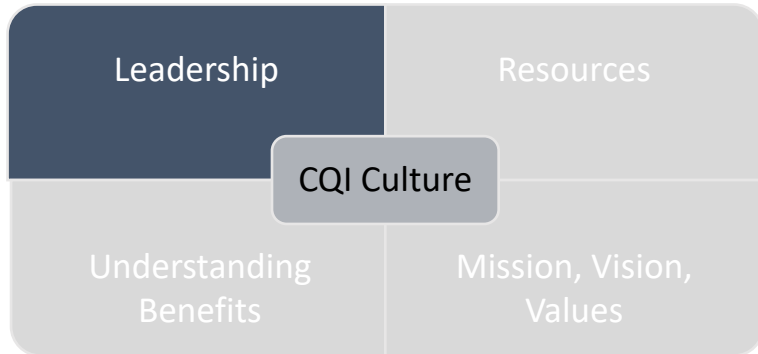 Leadership
Resources
CQI Culture
Understanding
Benefits
Mission, Vision,
Values